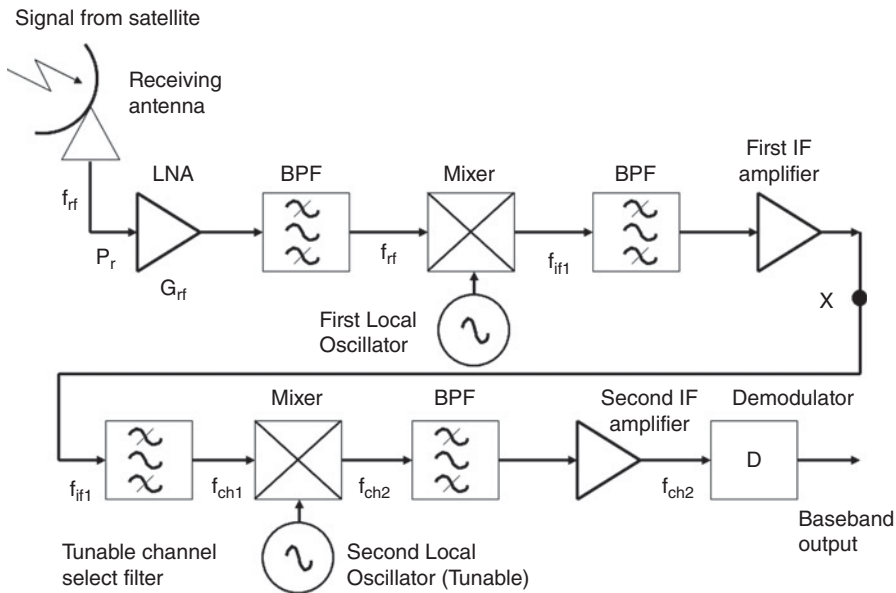 Signal from satellite
Receiving
antenna
LNA
BPF
Mixer
BPF
First IF
amplifier
f_rf
P_r
G_rf
f_rf
f_if1
X
First Local
Oscillator
Mixer
BPF
Second IF
amplifier
Demodulator
D
f_if1
f_ch1
f_ch2
f_ch2
Tunable channel
select filter
Second Local
Oscillator (Tunable)
Baseband
output